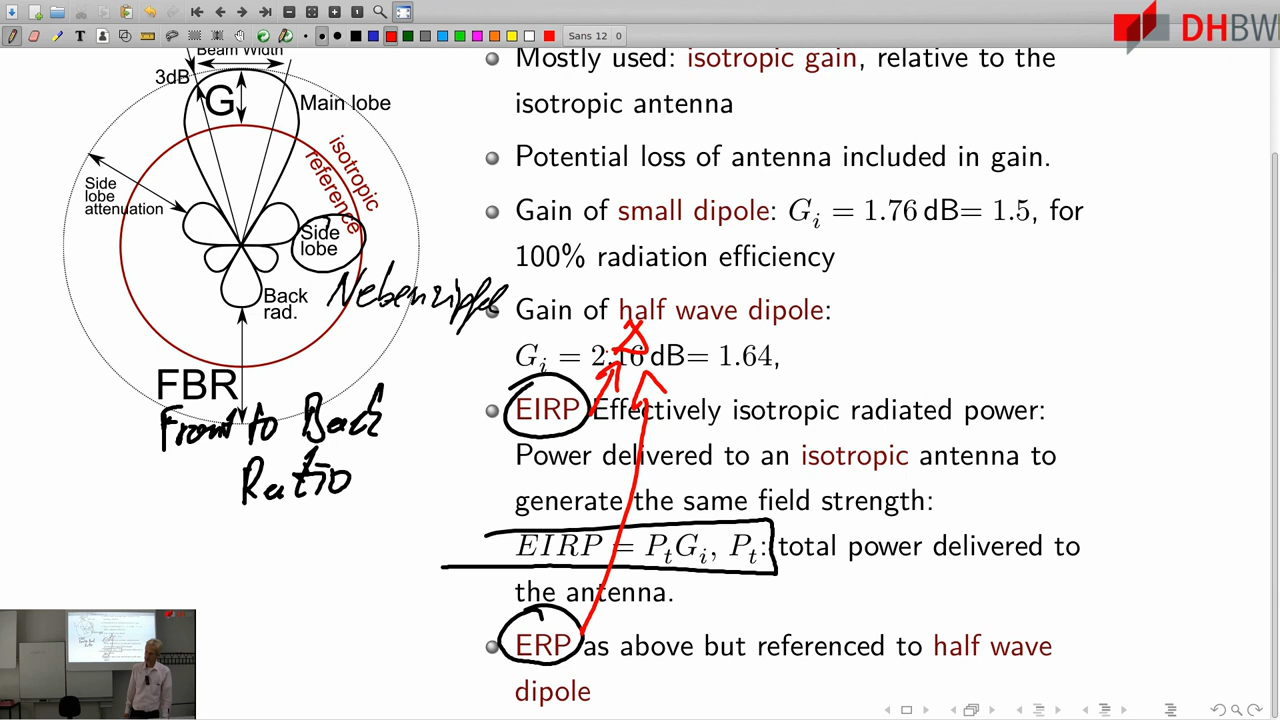 Sans 12 0
DHBW
Beam Width
3dB
G
Main lobe
isotropic
reference
Side
lobe
attenuation
Side
lobe
Back
rad.
Nebenzipfel
FBR
Front to Back
Ratio
Mostly used: isotropic gain, relative to the
isotropic antenna
Potential loss of antenna included in gain.
Gain of small dipole: Gᵢ = 1.76 dB= 1.5, for
100% radiation efficiency
Gain of half wave dipole:
Gᵢ = 2.16 dB= 1.64,
EIRP Effectively isotropic radiated power:
Power delivered to an isotropic antenna to
generate the same field strength:
EIRP = PₜGᵢ, Pₜ: total power delivered to
the antenna.
ERP as above but referenced to half wave
dipole